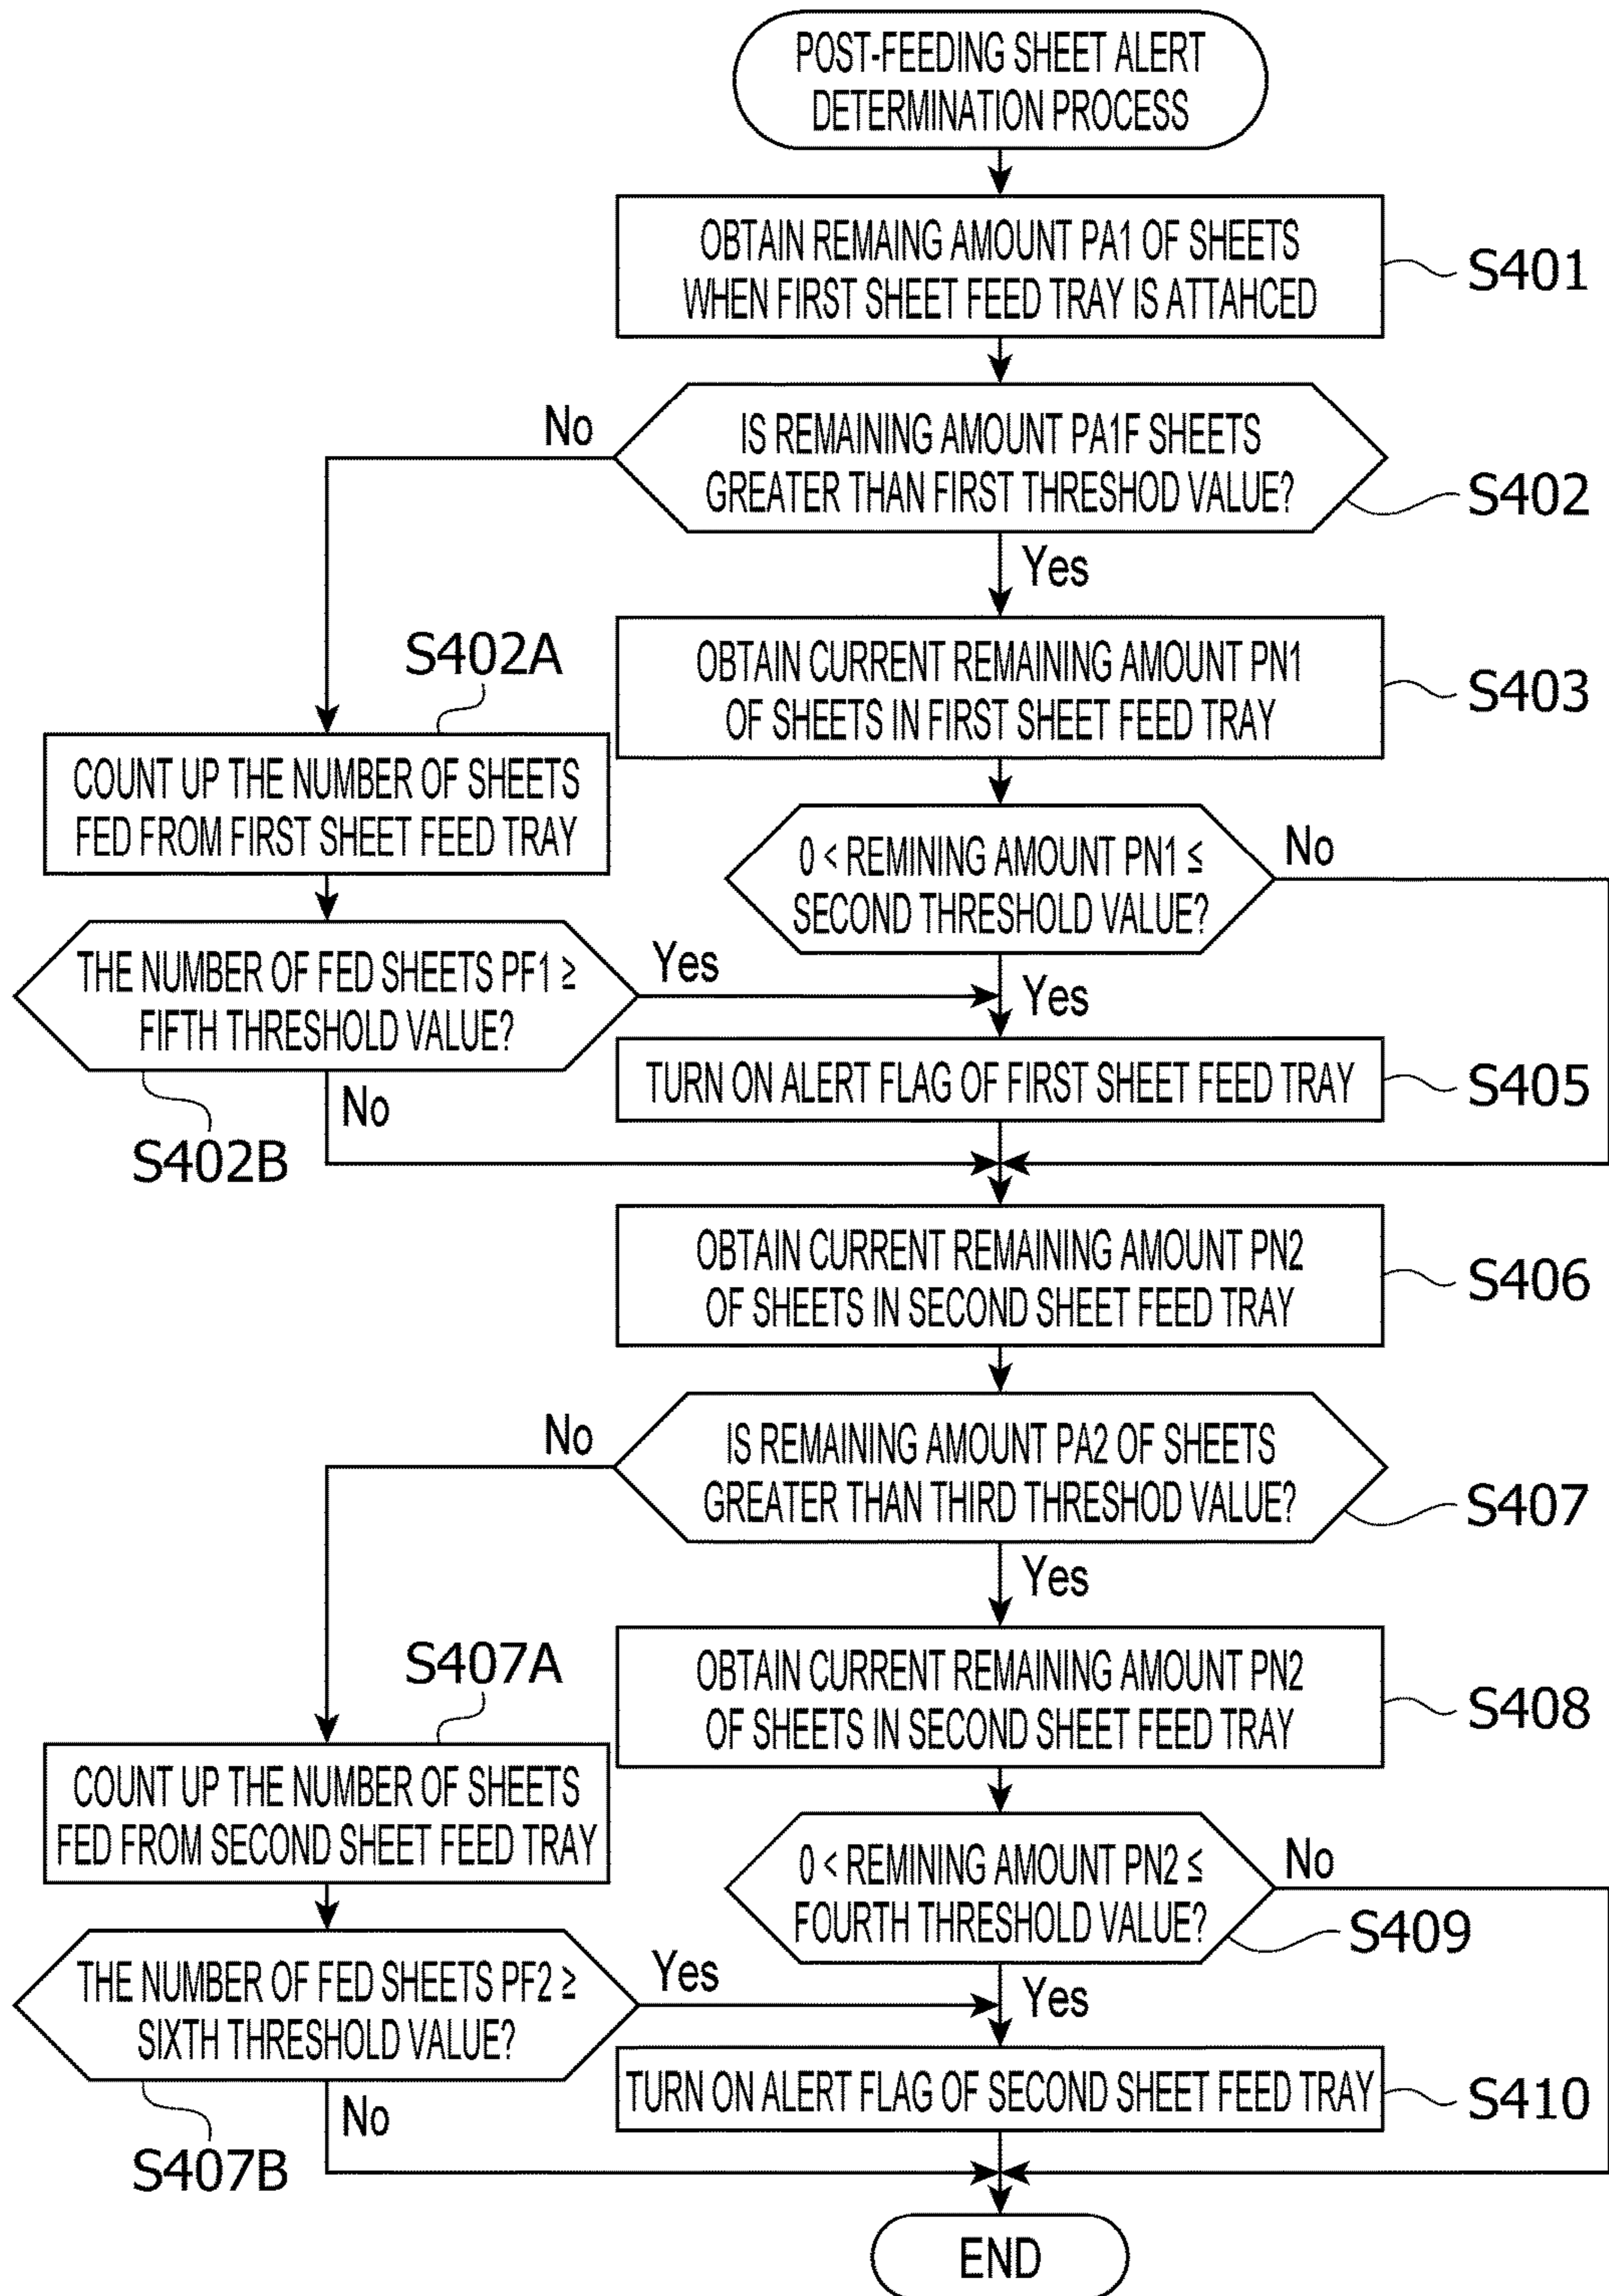 POST-FEEDING SHEET ALERT
DETERMINATION PROCESS
OBTAIN REMAING AMOUNT PA1 OF SHEETS
WHEN FIRST SHEET FEED TRAY IS ATTAHCED
S401
No
IS REMAINING AMOUNT PA1F SHEETS
GREATER THAN FIRST THRESHOD VALUE?
S402
Yes
S402A
OBTAIN CURRENT REMAINING AMOUNT PN1
OF SHEETS IN FIRST SHEET FEED TRAY
S403
COUNT UP THE NUMBER OF SHEETS
FED FROM FIRST SHEET FEED TRAY
0 < REMINING AMOUNT PN1 ≤
SECOND THRESHOLD VALUE?
No
THE NUMBER OF FED SHEETS PF1 ≥
FIFTH THRESHOLD VALUE?
Yes
Yes
TURN ON ALERT FLAG OF FIRST SHEET FEED TRAY
S405
No
S402B
OBTAIN CURRENT REMAINING AMOUNT PN2
OF SHEETS IN SECOND SHEET FEED TRAY
S406
No
IS REMAINING AMOUNT PA2 OF SHEETS
GREATER THAN THIRD THRESHOD VALUE?
S407
Yes
S407A
OBTAIN CURRENT REMAINING AMOUNT PN2
OF SHEETS IN SECOND SHEET FEED TRAY
S408
COUNT UP THE NUMBER OF SHEETS
FED FROM SECOND SHEET FEED TRAY
0 < REMINING AMOUNT PN2 ≤
FOURTH THRESHOLD VALUE?
No
S409
THE NUMBER OF FED SHEETS PF2 ≥
SIXTH THRESHOLD VALUE?
Yes
Yes
TURN ON ALERT FLAG OF SECOND SHEET FEED TRAY
S410
No
S407B
END